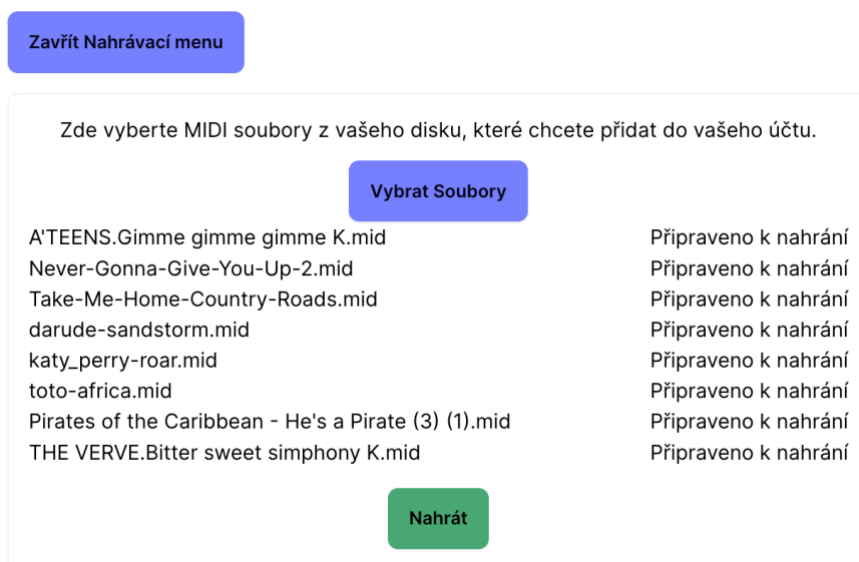 Zavřít Nahrávací menu
Zde vyberte MIDI soubory z vašeho disku, které chcete přidat do vašeho účtu.
Vybrat Soubory
A'TEENS.Gimme gimme gimme K.mid Připraveno k nahrání
Never-Gonna-Give-You-Up-2.mid Připraveno k nahrání
Take-Me-Home-Country-Roads.mid Připraveno k nahrání
darude-sandstorm.mid Připraveno k nahrání
katy_perry-roar.mid Připraveno k nahrání
toto-africa.mid Připraveno k nahrání
Pirates of the Caribbean - He's a Pirate (3) (1).mid Připraveno k nahrání
THE VERVE.Bitter sweet simphony K.mid Připraveno k nahrání
Nahrát